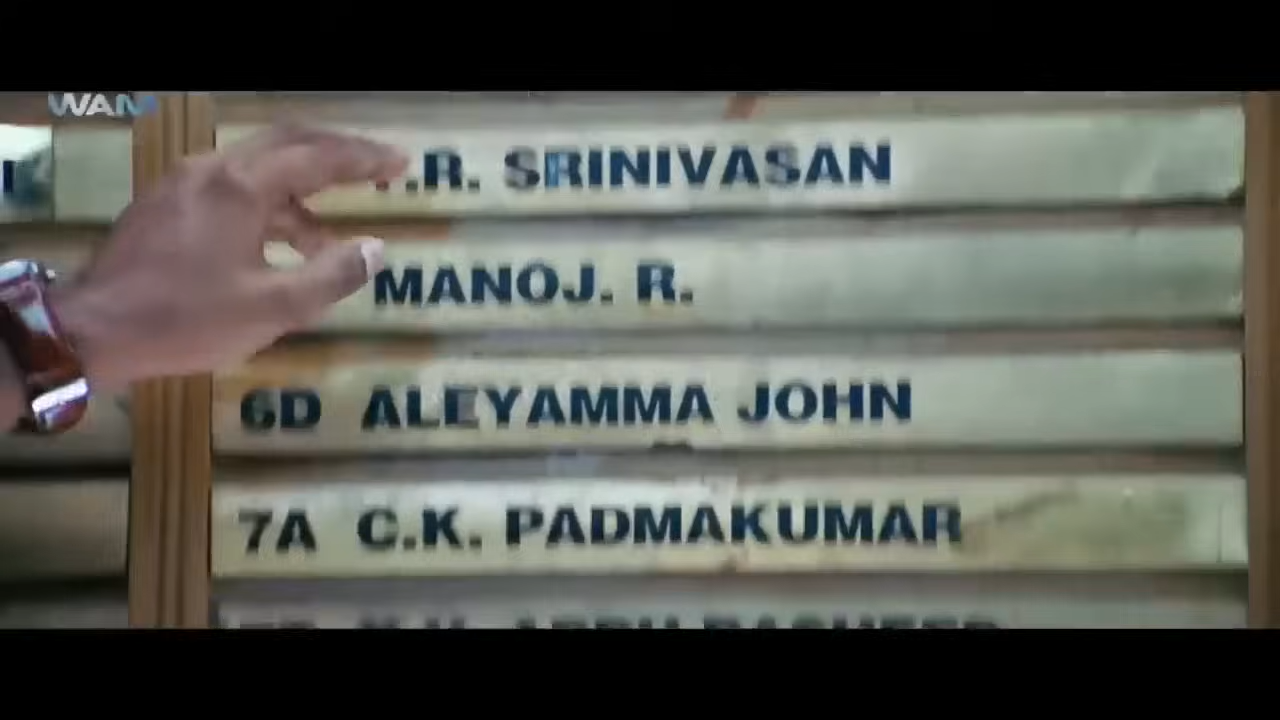 WAM
.R. SRINIVASAN
MANOJ. R.
6D ALEYAMMA JOHN
7A C.K. PADMAKUMAR